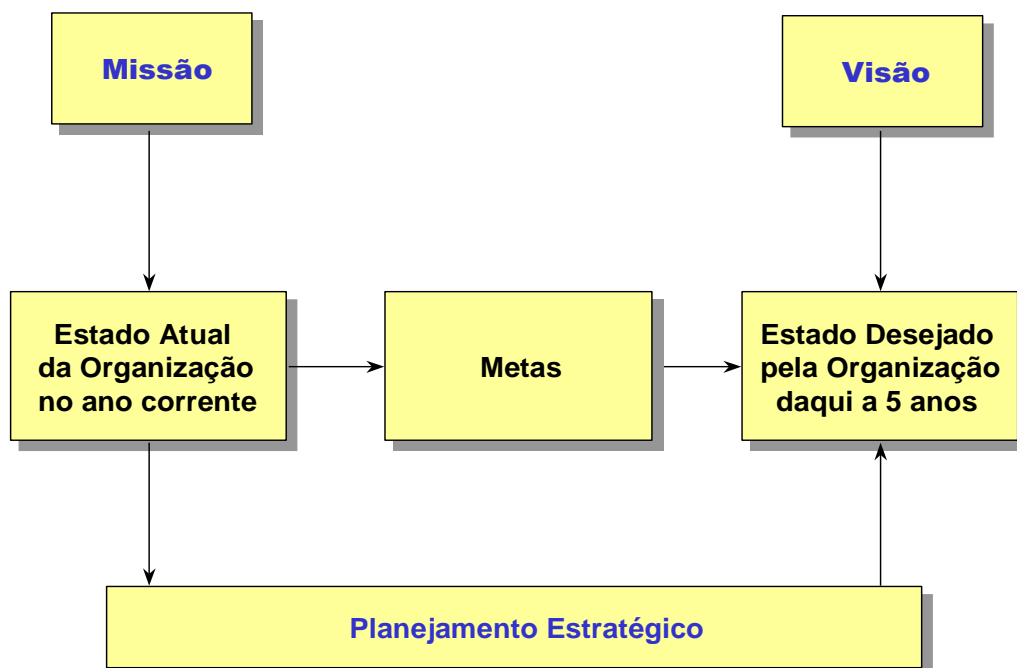 Missão
Visão
Estado Atual
da Organização
no ano corrente
Metas
Estado Desejado
pela Organização
daqui a 5 anos
Planejamento Estratégico